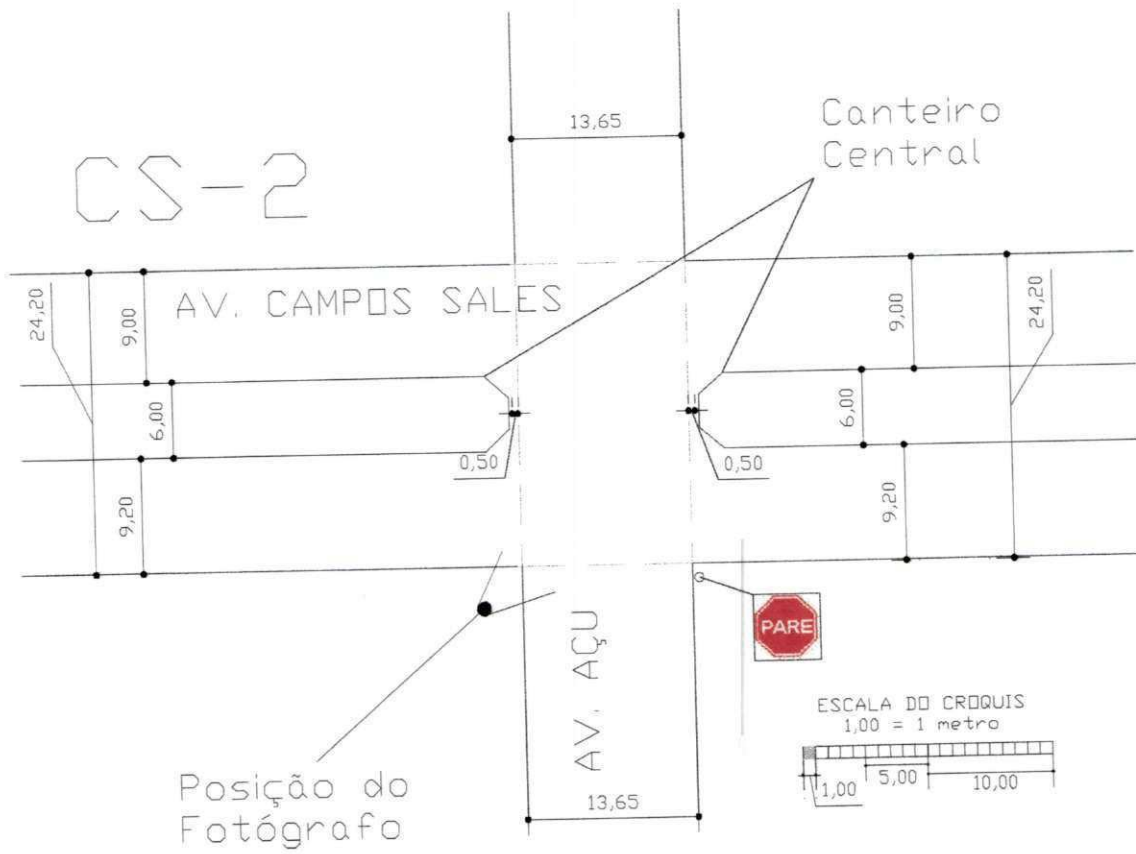 13,65
Canteiro
Central
CS-2
AV. CAMPOS SALES
24,20
9,00
9,00
24,20
6,00
6,00
0,50
0,50
9,20
9,20
PARE
AV. AÇU
ESCALA DO CROQUIS
1,00 = 1 metro
1,00
5,00
10,00
Posição do
Fotógrafo
13,65